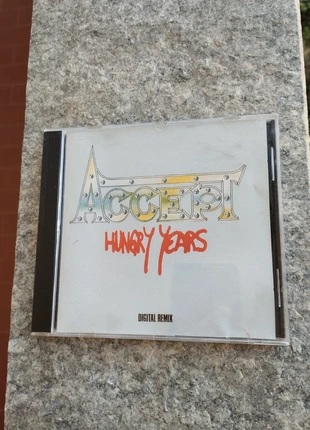 ACCEPT
HUNGRY YEARS
DIGITAL REMIX